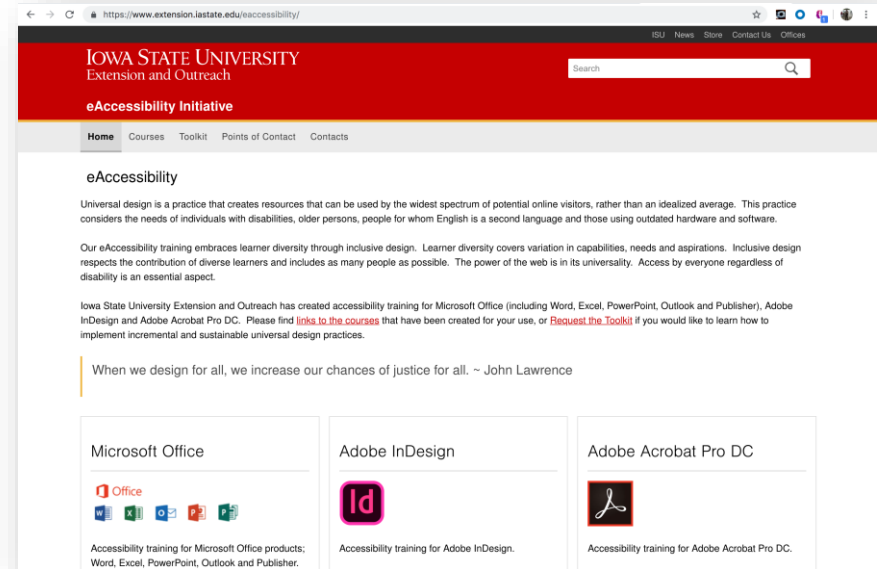 https://www.extension.iastate.edu/eaccessibility/
ISU News Store Contact Us Offices
IOWA STATE UNIVERSITY
Extension and Outreach
Search
eAccessibility Initiative
Home Courses Toolkit Points of Contact Contacts
eAccessibility
Universal design is a practice that creates resources that can be used by the widest spectrum of potential online visitors, rather than an idealized average. This practice
considers the needs of individuals with disabilities, older persons, people for whom English is a second language and those using outdated hardware and software.
Our eAccessibility training embraces learner diversity through inclusive design. Learner diversity covers variation in capabilities, needs and aspirations. Inclusive design
respects the contribution of diverse learners and includes as many people as possible. The power of the web is in its universality. Access by everyone regardless of
disability is an essential aspect.
Iowa State University Extension and Outreach has created accessibility training for Microsoft Office (including Word, Excel, PowerPoint, Outlook and Publisher), Adobe
InDesign and Adobe Acrobat Pro DC. Please find links to the courses that have been created for your use, or Request the Toolkit if you would like to learn how to
implement incremental and sustainable universal design practices.
When we design for all, we increase our chances of justice for all. ~ John Lawrence
Microsoft Office
Office
Accessibility training for Microsoft Office products;
Word, Excel, PowerPoint, Outlook and Publisher.
Adobe InDesign
Id
Accessibility training for Adobe InDesign.
Adobe Acrobat Pro DC
Accessibility training for Adobe Acrobat Pro DC.